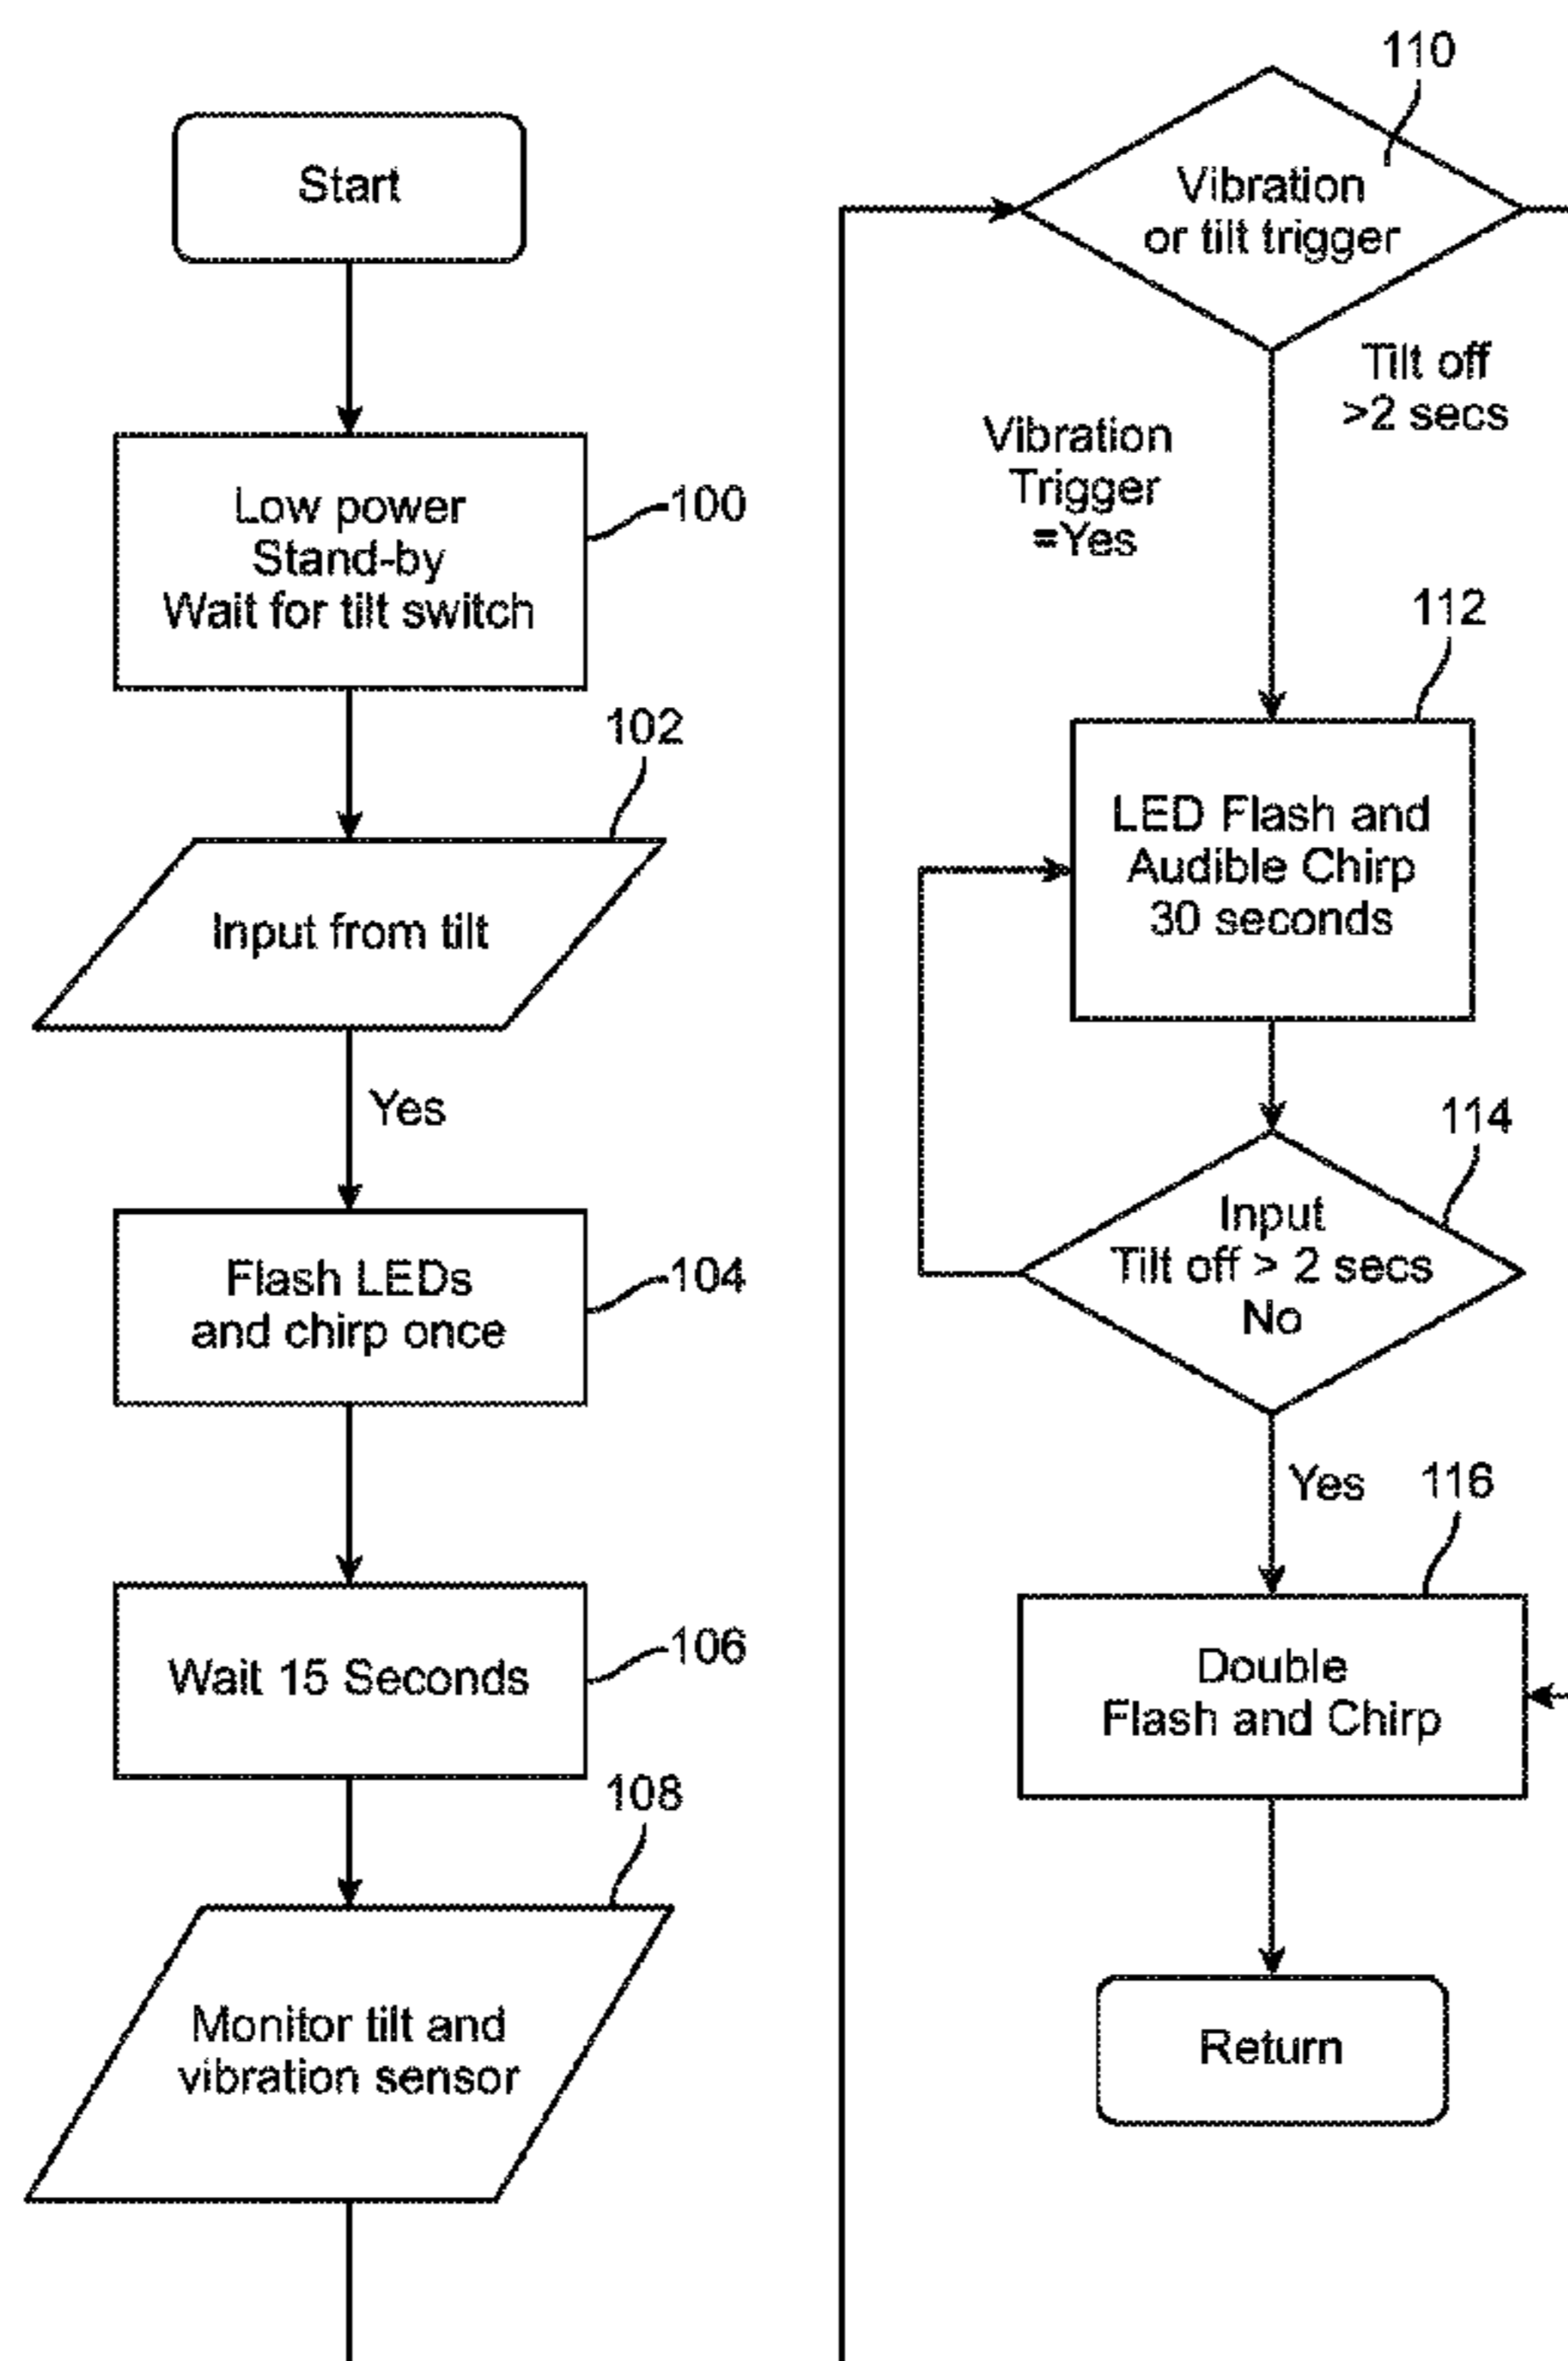 Start
Low power
Stand-by
Wait for tilt switch
100
102
Input from tilt
Yes
Flash LEDs
and chirp once
104
Wait 15 Seconds
106
108
Monitor tilt and
vibration sensor
110
Vibration
or tilt trigger
Tilt off
>2 secs
Vibration
Trigger
=Yes
112
LED Flash and
Audible Chirp
30 seconds
114
Input
Tilt off > 2 secs
No
Yes
116
Double
Flash and Chirp
Return